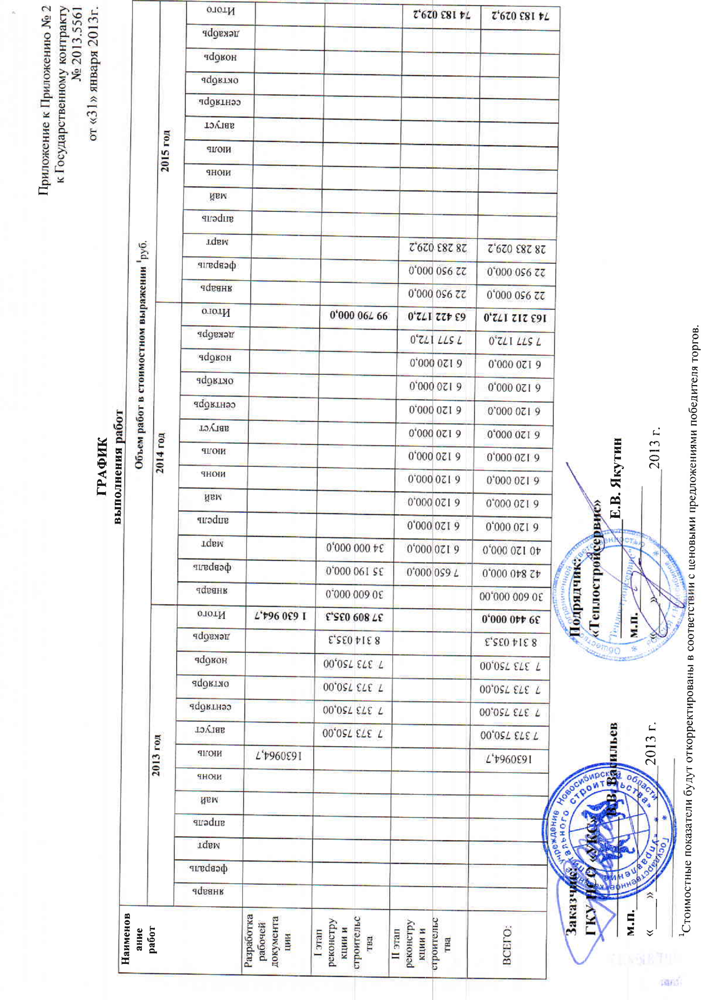 Приложение к Приложению № 2
к Государственному контракту
№ 2013.5561
от «31» января 2013г.
ГРАФИК
выполнения работ
Наименов
ание
работ
Объем работ в стоимостном выражении ¹руб.
2013 год
2014 год
2015 год
январь февраль март апрель май июнь июль август сентябрь октябрь ноябрь декабрь Итого январь февраль март апрель май июнь июль август сентябрь октябрь ноябрь декабрь Итого январь февраль март апрель май июнь июль август сентябрь октябрь ноябрь декабрь Итого
Разработка
рабочей
документа
ции
1630964,7 1 630 964,7
I этап
реконстру
кции и
строительс
тва
7 373 750,00 7 373 750,00 7 373 750,00 7 373 750,00 8 314 035,3 37 809 035,3 30 600 000,0 35 190 000,0 34 000 000,0 99 790 000,0
II этап
реконстру
кции и
строительс
тва
7 650 000,0 6 120 000,0 6 120 000,0 6 120 000,0 6 120 000,0 6 120 000,0 6 120 000,0 6 120 000,0 6 120 000,0 6 120 000,0 7 577 172,0 63 422 172,0 22 950 000,0 22 950 000,0 28 283 029,2 74 183 029,2
ВСЕГО:
1630964,7 7 373 750,00 7 373 750,00 7 373 750,00 7 373 750,00 8 314 035,3 39 440 000,0 30 600 000,00 42 840 000,0 40 120 000,0 6 120 000,0 6 120 000,0 6 120 000,0 6 120 000,0 6 120 000,0 6 120 000,0 6 120 000,0 6 120 000,0 7 577 172,0 163 212 172,0 22 950 000,0 22 950 000,0 28 283 029,2 74 183 029,2
Заказчик:
ГКУ НСО «УКС»
В.В. Васильев
м.п.
«___» 2013 г.
Государственное казенное учреждение Новосибирской области
«Управление капитального строительства»
Подрядчик:
«Теплостройсервис»
Е.В. Якутин
м.п.
«___» 2013 г.
Общество с ограниченной ответственностью
"Теплостройсервис"
¹Стоимостные показатели будут откорректированы в соответствии с ценовыми предложениями победителя торгов.